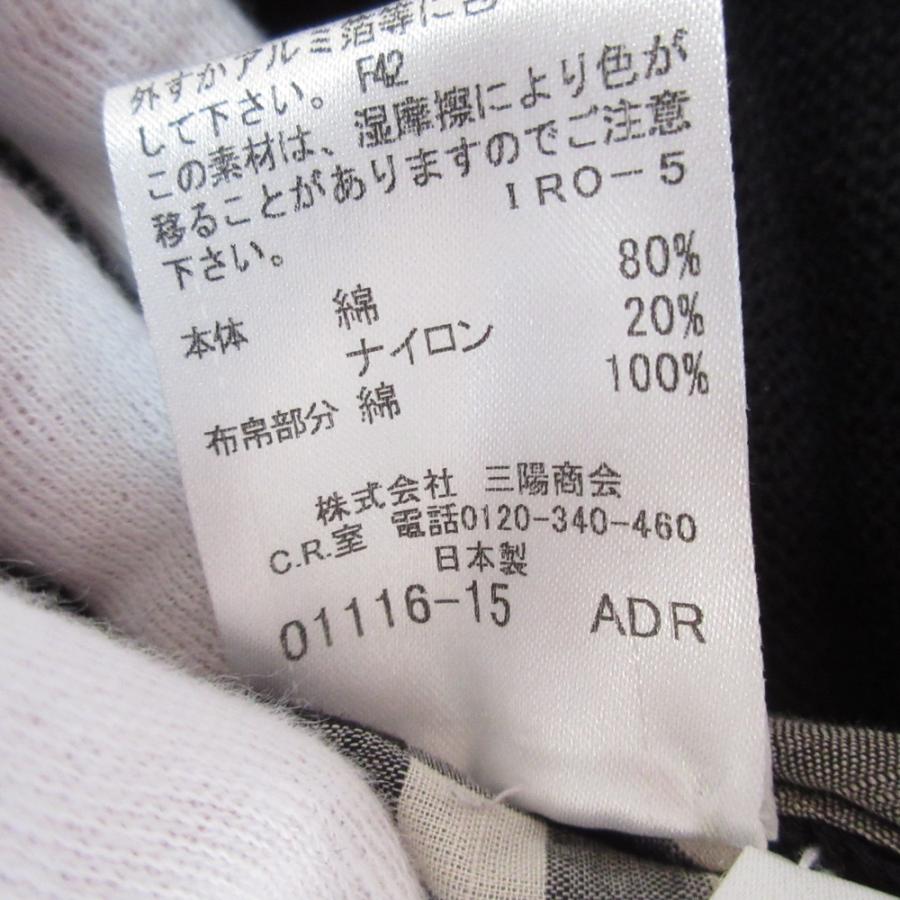 外すかアルミ箔等に包
して下さい。 F42
この素材は、湿摩擦により色が
移ることがありますのでご注意
下さい。 IRO-5
本体 綿 80%
ナイロン 20%
布帛部分 綿 100%
株式会社 三陽商会
C.R.室 電話0120-340-460
日本製
01116-15 ADR